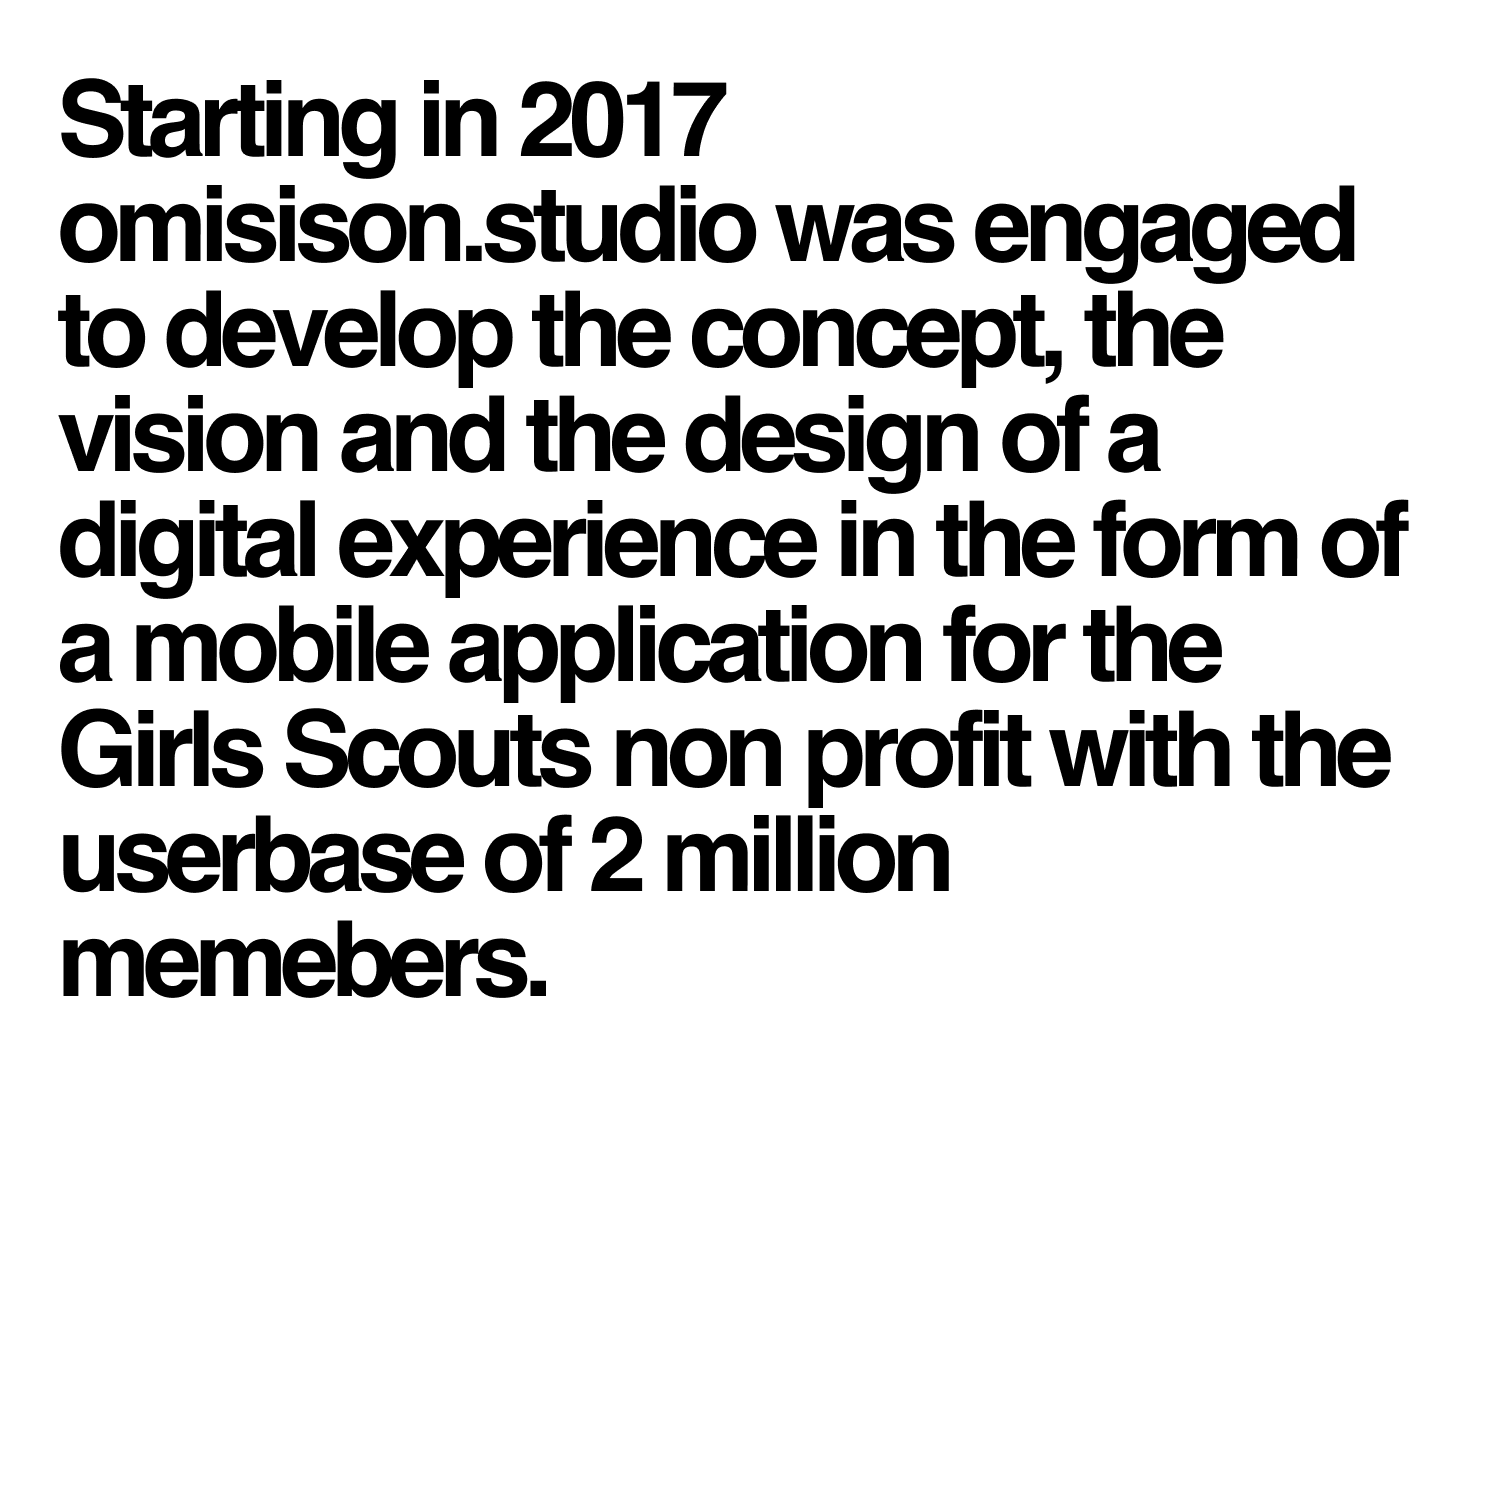 Starting in 2017
omisison.studio was engaged
to develop the concept, the
vision and the design of a
digital experience in the form of
a mobile application for the
Girls Scouts non profit with the
userbase of 2 million
memebers.